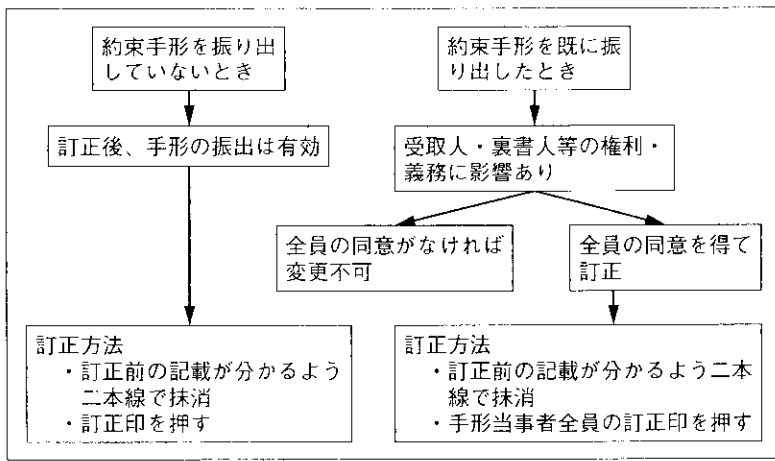 約束手形を振り出
していないとき
約束手形を既に振
り出したとき
訂正後、手形の振出は有効
受取人・裏書人等の権利・
義務に影響あり
全員の同意がなければ
変更不可
全員の同意を得て
訂正
訂正方法
・訂正前の記載が分かるよう
二本線で抹消
・訂正印を押す
訂正方法
・訂正前の記載が分かるよう二本
線で抹消
・手形当事者全員の訂正印を押す